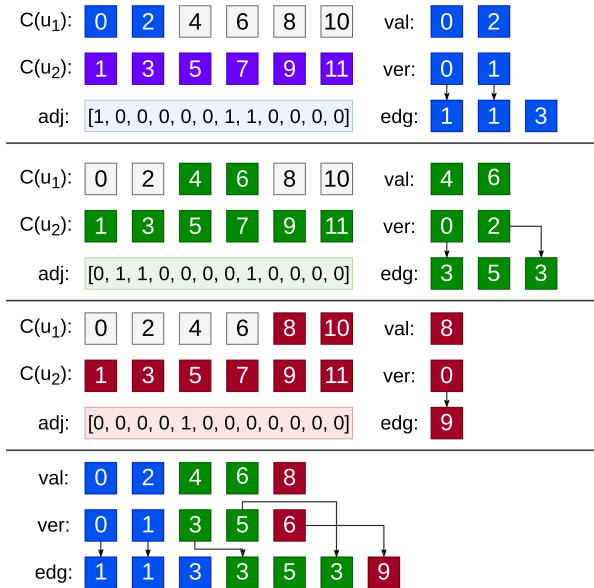 C(u1): 0 2 4 6 8 10 val: 0 2
C(u2): 1 3 5 7 9 11 ver: 0 1
adj: [1, 0, 0, 0, 0, 0, 1, 1, 0, 0, 0, 0] edg: 1 1 3
C(u1): 0 2 4 6 8 10 val: 4 6
C(u2): 1 3 5 7 9 11 ver: 0 2
adj: [0, 1, 1, 0, 0, 0, 0, 1, 0, 0, 0, 0] edg: 3 5 3
C(u1): 0 2 4 6 8 10 val: 8
C(u2): 1 3 5 7 9 11 ver: 0
adj: [0, 0, 0, 0, 1, 0, 0, 0, 0, 0, 0, 0] edg: 9
val: 0 2 4 6 8
ver: 0 1 3 5 6
edg: 1 1 3 3 5 3 9